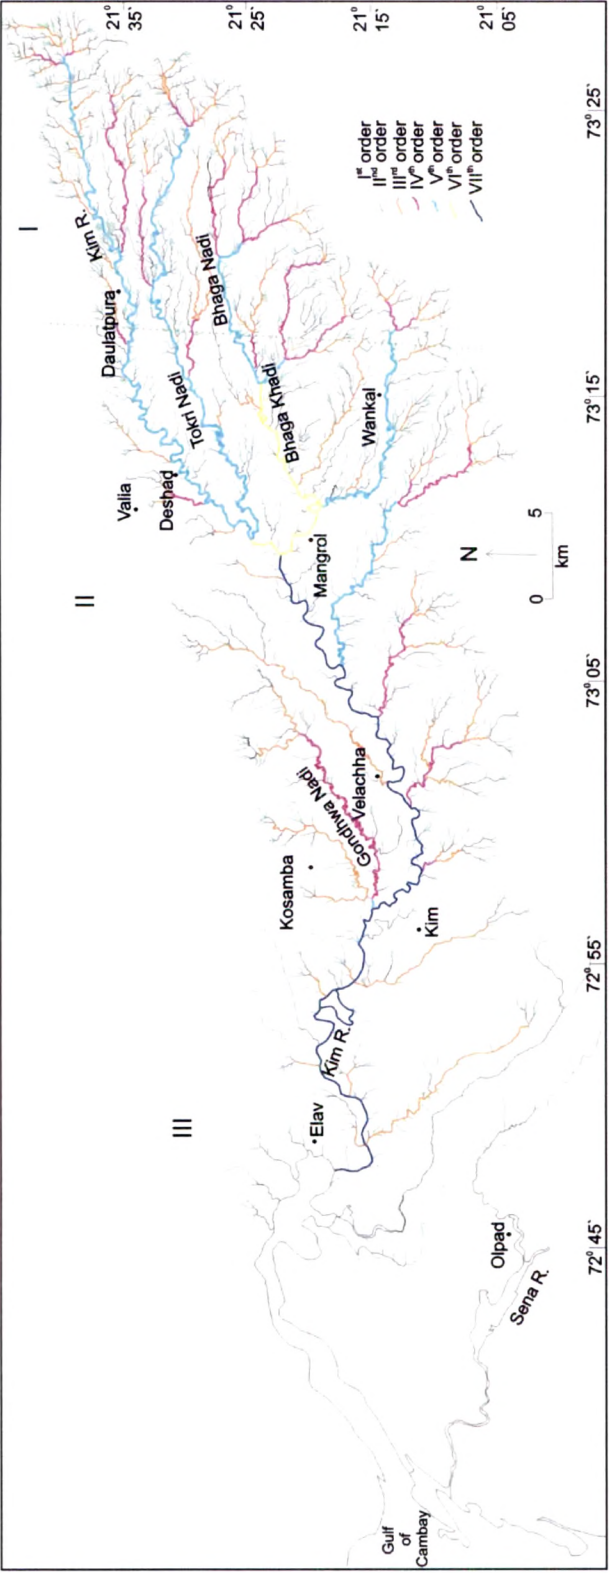 III
II
I
21° 35'
21° 25'
21° 15'
21° 05'
Kim R.
Daulatpura
Valia
Deshad
Tokri Nadi
Bhaga Nadi
Bhaga Khadi
Wankal
Mangrol
Gondhwa Nadi
Velachha
Kosamba
Kim
Kim R.
Elav
Olpad
Sena R.
Gulf
of
Cambay
N
0 5
km
Ist order
IInd order
IIIrd order
IVth order
Vth order
VIth order
VIIth order
72° 45'
72° 55'
73° 05'
73° 15'
73° 25'